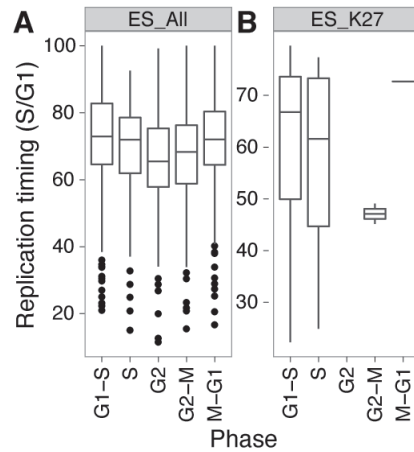 A
ES_All
B
ES_K27
Replication timing (S/G1)
100
80
60
40
20
70
60
50
40
30
G1–S
S
G2
G2–M
M–G1
G1–S
S
G2
G2–M
M–G1
Phase